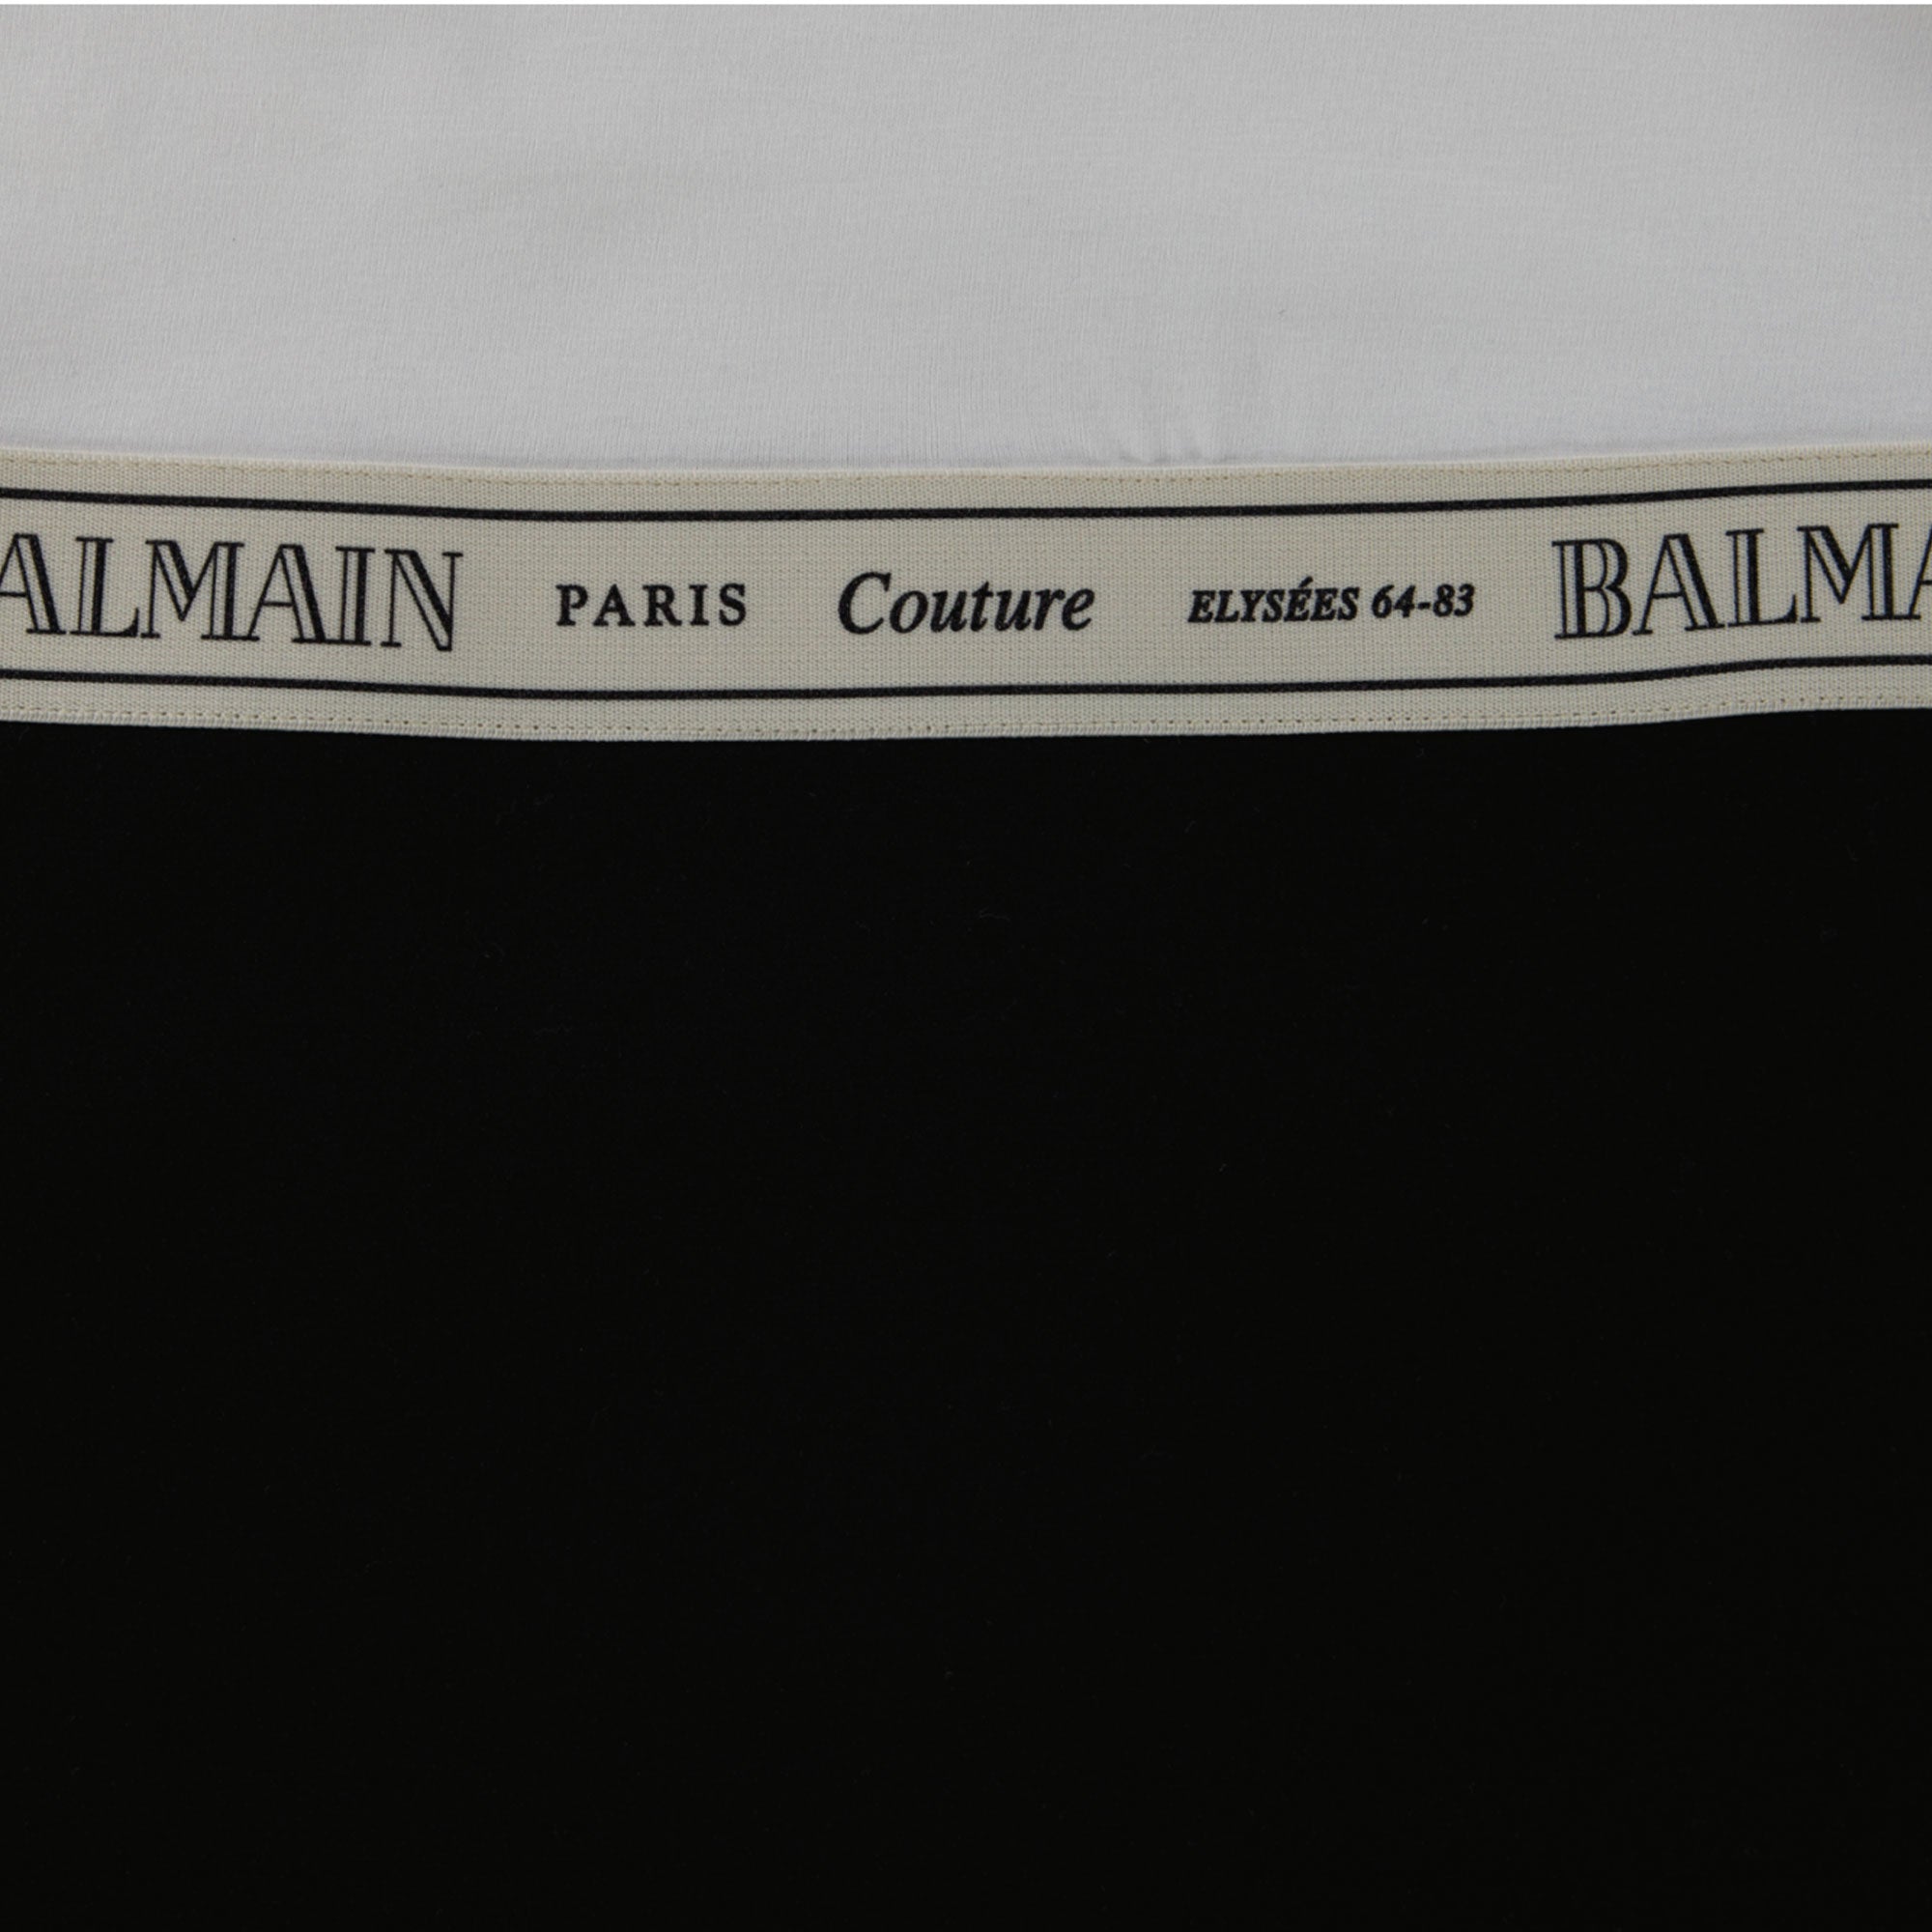 ALMAIN PARIS Couture ELYSÉES 64-83 BALMA